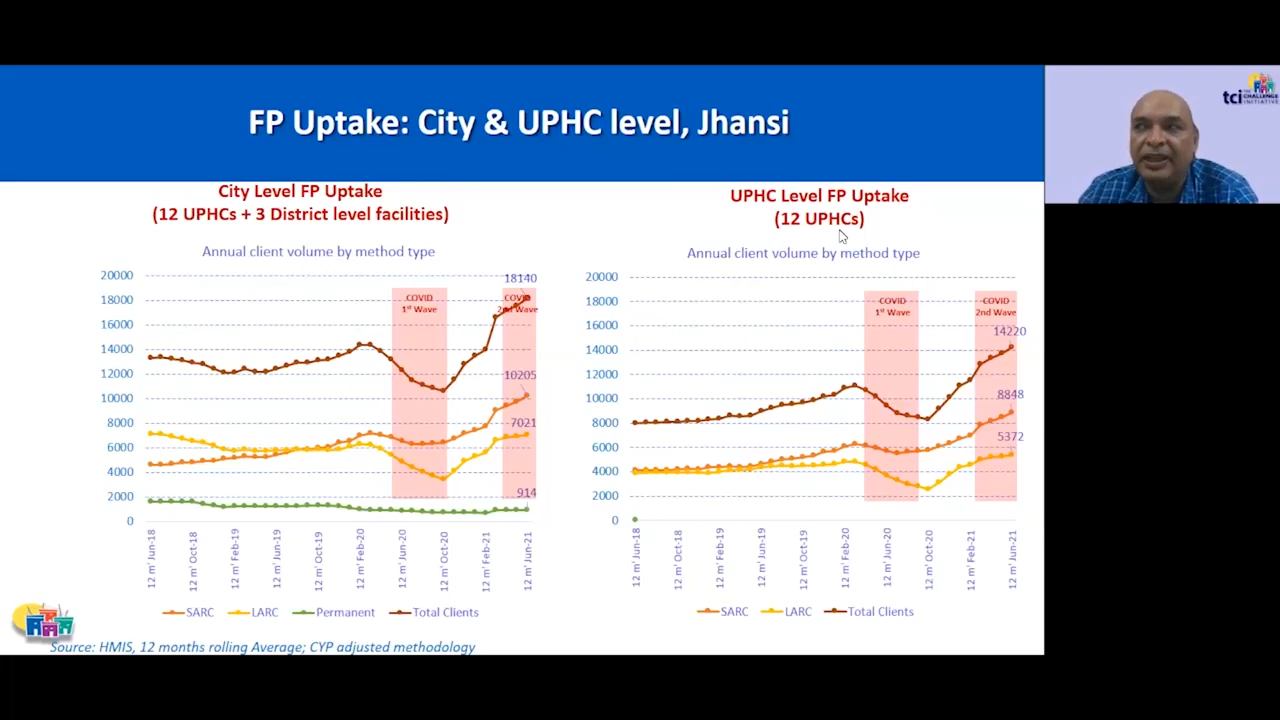 FP Uptake: City & UPHC level, Jhansi
tci THE CHALLENGE INITIATIVE
City Level FP Uptake
(12 UPHCs + 3 District level facilities)
Annual client volume by method type
20000
18000
16000
14000
12000
10000
8000
6000
4000
2000
0
COVID
1st Wave
COVID
2nd Wave
18140
10205
7021
914
12 m' Jun-18
12 m' Oct-18
12 m' Feb-19
12 m' Jun-19
12 m' Oct-19
12 m' Feb-20
12 m' Jun-20
12 m' Oct-20
12 m' Feb-21
12 m' Jun-21
SARC LARC Permanent Total Clients
UPHC Level FP Uptake
(12 UPHCs)
Annual client volume by method type
20000
18000
16000
14000
12000
10000
8000
6000
4000
2000
0
COVID
1st Wave
COVID
2nd Wave
14220
8848
5372
12 m' Jun-18
12 m' Oct-18
12 m' Feb-19
12 m' Jun-19
12 m' Oct-19
12 m' Feb-20
12 m' Jun-20
12 m' Oct-20
12 m' Feb-21
12 m' Jun-21
SARC LARC Total Clients
Source: HMIS, 12 months rolling Average; CYP adjusted methodology